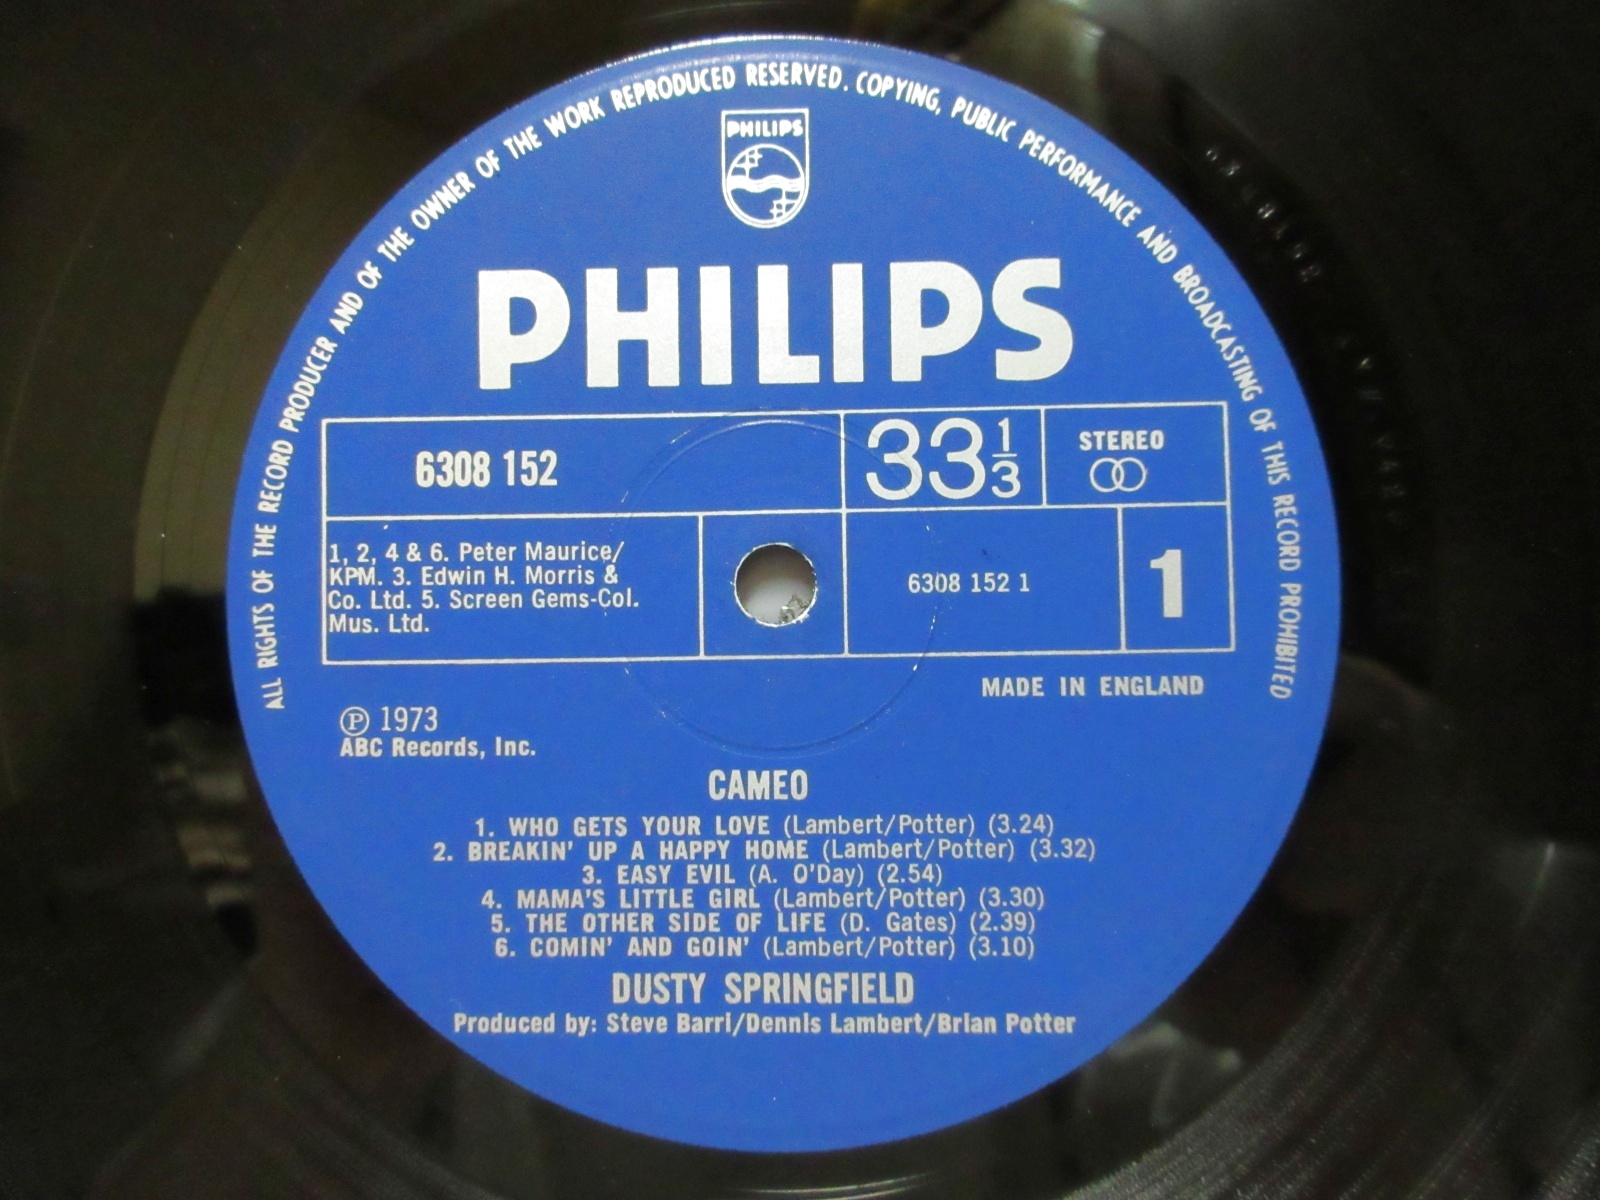 ALL RIGHTS OF THE RECORD PRODUCER AND OF THE OWNER OF THE WORK REPRODUCED RESERVED. COPYING, PUBLIC PERFORMANCE AND BROADCASTING OF THIS RECORD PROHIBITED
PHILIPS
PHILIPS
6308 152
33 1/3
STEREO
1, 2, 4 & 6. Peter Maurice/
KPM. 3. Edwin H. Morris &
Co. Ltd. 5. Screen Gems-Col.
Mus. Ltd.
6308 152 1
1
MADE IN ENGLAND
Ⓟ 1973
ABC Records, Inc.
CAMEO
1. WHO GETS YOUR LOVE (Lambert/Potter) (3.24)
2. BREAKIN' UP A HAPPY HOME (Lambert/Potter) (3.32)
3. EASY EVIL (A. O'Day) (2.54)
4. MAMA'S LITTLE GIRL (Lambert/Potter) (3.30)
5. THE OTHER SIDE OF LIFE (D. Gates) (2.39)
6. COMIN' AND GOIN' (Lambert/Potter) (3.10)
DUSTY SPRINGFIELD
Produced by: Steve Barri/Dennis Lambert/Brian Potter